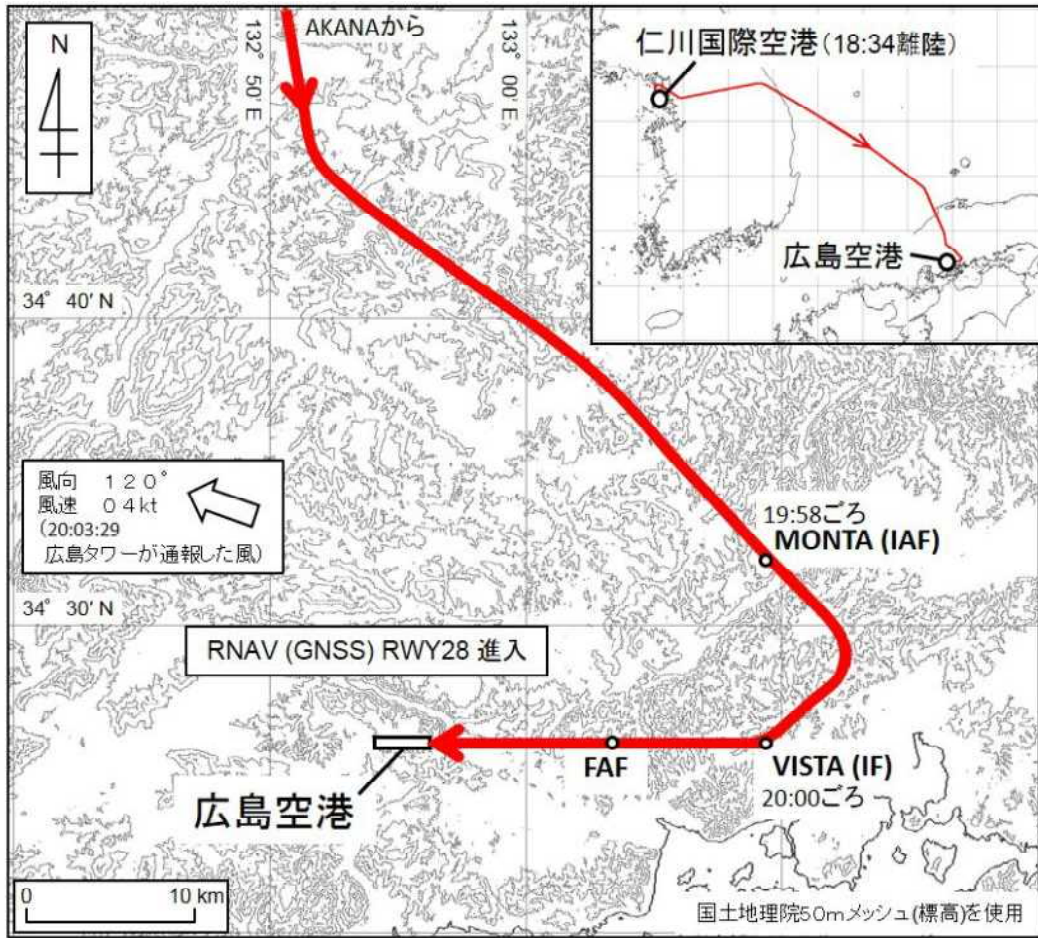 N
132°
50′ E
AKANAから
133°
00′ E
仁川国際空港(18:34離陸)
広島空港
34° 40′ N
風向 120°
風速 04kt
(20:03:29
広島タワーが通報した風)
19:58ごろ
MONTA (IAF)
34° 30′ N
RNAV (GNSS) RWY28 進入
FAF
VISTA (IF)
20:00ごろ
広島空港
0 10 km
国土地理院50mメッシュ(標高)を使用